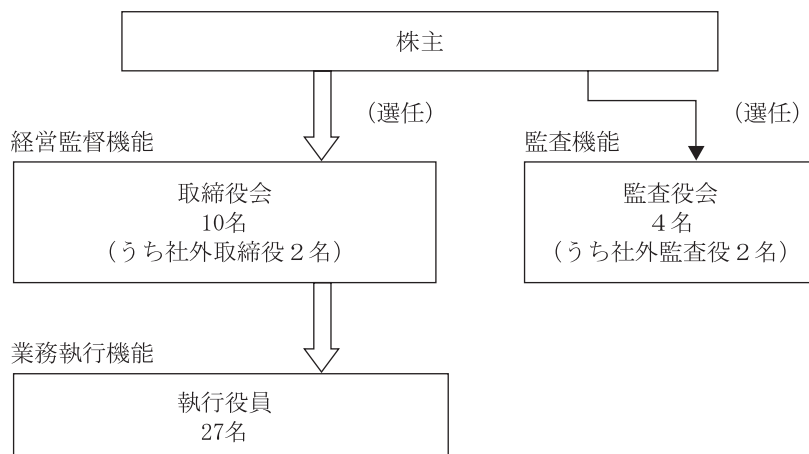 株主
（選任）
（選任）
経営監督機能
監査機能
取締役会
10名
（うち社外取締役２名）
監査役会
４名
（うち社外監査役２名）
業務執行機能
執行役員
27名